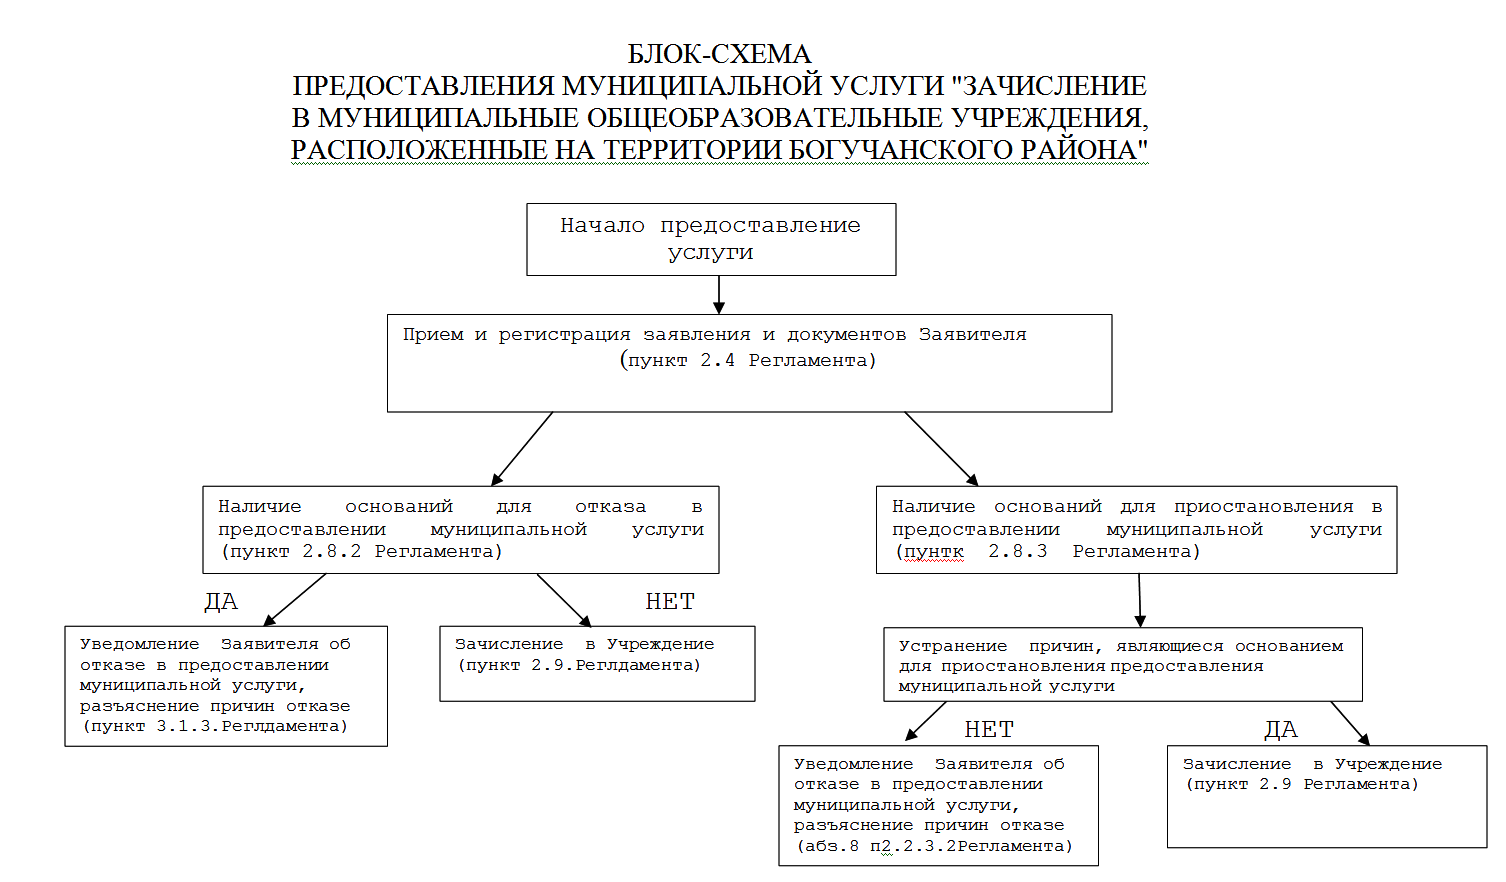 БЛОК-СХЕМА
ПРЕДОСТАВЛЕНИЯ МУНИЦИПАЛЬНОЙ УСЛУГИ "ЗАЧИСЛЕНИЕ
В МУНИЦИПАЛЬНЫЕ ОБЩЕОБРАЗОВАТЕЛЬНЫЕ УЧРЕЖДЕНИЯ,
РАСПОЛОЖЕННЫЕ НА ТЕРРИТОРИИ БОГУЧАНСКОГО РАЙОНА"
Начало предоставление
услуги
Прием и регистрация заявления и документов Заявителя
(пункт 2.4 Регламента)
Наличие оснований для отказа в
предоставлении муниципальной услуги
(пункт 2.8.2 Регламента)
Наличие оснований для приостановления в
предоставлении муниципальной услуги
(пунтк 2.8.3 Регламента)
ДА
НЕТ
Уведомление Заявителя об
отказе в предоставлении
муниципальной услуги,
разъяснение причин отказе
(пункт 3.1.3.Реглдамента)
Зачисление в Учреждение
(пункт 2.9.Реглдамента)
Устранение причин, являющиеся основанием
для приостановления предоставления
муниципальной услуги
НЕТ
ДА
Уведомление Заявителя об
отказе в предоставлении
муниципальной услуги,
разъяснение причин отказе
(абз.8 п2.2.3.2Регламента)
Зачисление в Учреждение
(пункт 2.9 Регламента)